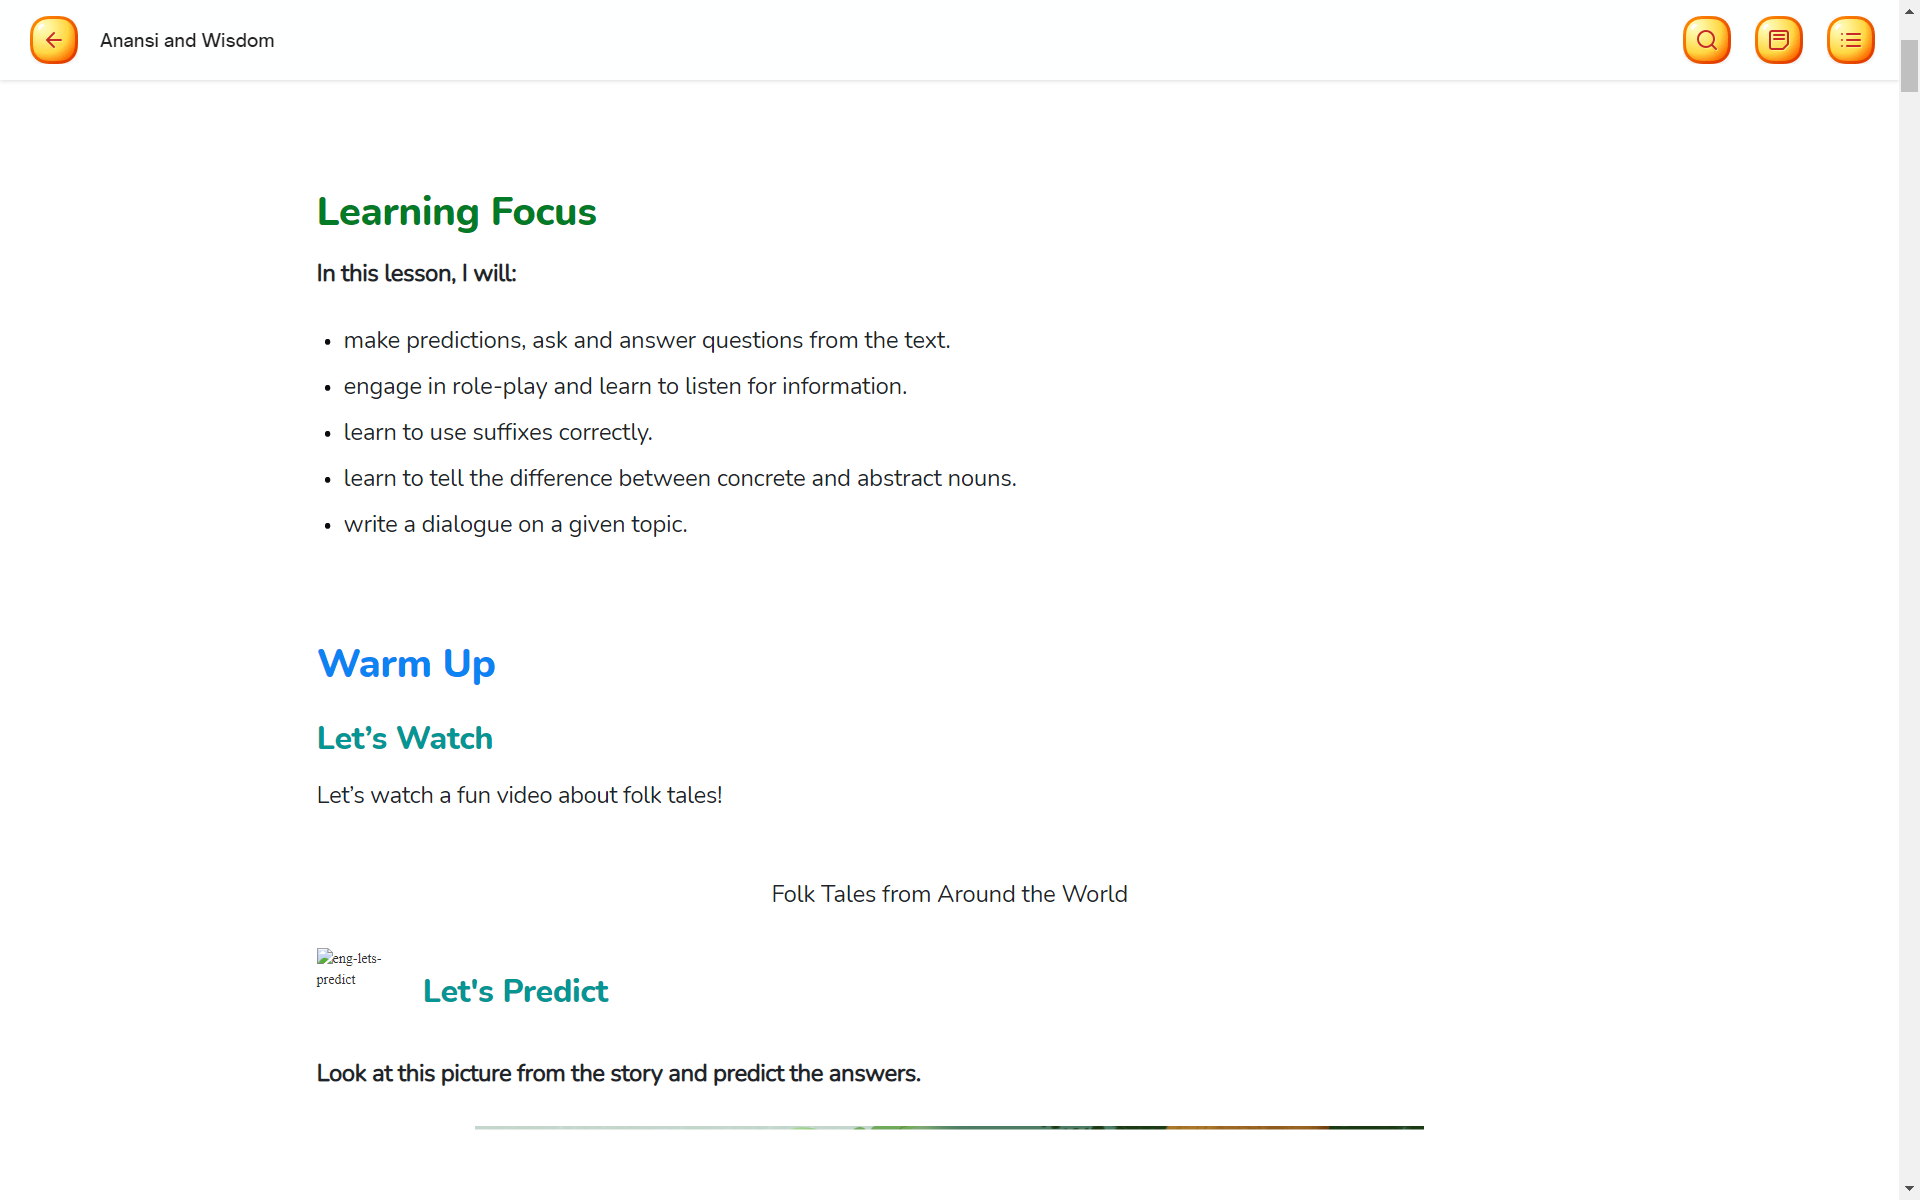 Anansi and Wisdom
Learning Focus
In this lesson, I will:
• make predictions, ask and answer questions from the text.
• engage in role-play and learn to listen for information.
• learn to use suffixes correctly.
• learn to tell the difference between concrete and abstract nouns.
• write a dialogue on a given topic.
Warm Up
Let’s Watch
Let’s watch a fun video about folk tales!
Folk Tales from Around the World
eng-lets-
predict
Let's Predict
Look at this picture from the story and predict the answers.